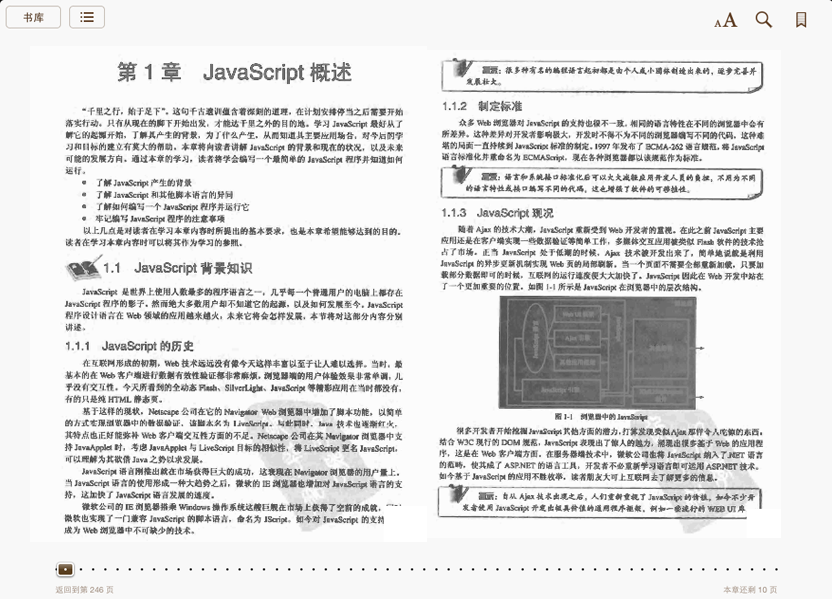 书库
AA
第 1 章 JavaScript 概述
“千里之行，始于足下”。这句千古遗训蕴含着深刻的道理，在计划安排停当之后需要开始
落实行动，只有从现在的脚下开始出发，才能达千里之外的目的地。学习 JavaScript 最好从了
解它的起源开始，了解其产生的背景，为了什么产生，从而知道其主要应用场合，对今后的学
习和目标的建立有莫大的帮助。本章将向读者讲解 JavaScript 的背景和现在的状况，以及未来
可能的发展方向。通过本章的学习，读者将学会编写一个最简单的 JavaScript 程序并知道如何
运行。
● 了解 JavaScript 产生的背景
● 了解 JavaScript 和其他脚本语言的异同
● 了解如何编写一个 JavaScript 程序并运行它
● 牢记编写 JavaScript 程序的注意事项
以上几点是对读者在学习本章内容时所提出的基本要求，也是本章希望能够达到的目的。
读者在学习本章内容时可以将其作为学习的参照。
1.1 JavaScript 背景知识
JavaScript 是世界上使用人数最多的程序语言之一，几乎每一个普通用户的电脑上都存在
JavaScript 程序的影子。然而绝大多数用户却不知道它的起源，以及如何发展至今。JavaScript
程序设计语言在 Web 领域的应用越来越火，未来它将会怎样发展，本节将对这部分内容分别
讲述。
1.1.1 JavaScript 的历史
在互联网形成的初期，Web 技术远远没有像今天这样丰富以至于让人难以选择。当时，最
基本的在 Web 客户端进行数据有效性验证都非常麻烦。浏览器端的用户体验效果非常单调，几
乎没有交互性，今天所看到的全动态 Flash、SilverLight、JavaScript 等精彩应用在当时都没有，
有的只是纯 HTML 静态页。
基于这样的现状，Netscape 公司在它的 Navigator Web 浏览器中增加了脚本功能，以简单
的方式实现浏览器中的数据验证，该脚本名为 LiveScript。与此同时，Java 技术也逐渐红火，
其特点也正好能弥补 Web 客户端交互性方面的不足。Netscape 公司在其 Navigator 浏览器中支
持 JavaApplet 时，考虑 JavaApplet 与 LiveScript 目标的相似性，将 LiveScript 更名 JavaScript，
可以理解为其欲借 Java 之势以求发展。
JavaScript 语言刚推出就在市场获得巨大的成功，这表现在 Navigator 浏览器的用户量上。
当 JavaScript 语言的使用形成一种大趋势之后，微软的 IE 浏览器也增加对 JavaScript 语言的支
持，这加快了 JavaScript 语言发展的速度。
微软公司的 IE 浏览器搭乘 Windows 操作系统这艘巨舰在市场上获得了空前的成就，
微软也实现了一门兼容 JavaScript 的脚本语言，命名为 JScript。如今对 JavaScript 的支持
成为 Web 浏览器中不可缺少的技术。
很多种有名的编程语言起初都是由个人或小团体创造出来的，逐步完善并
发展壮大。
1.1.2 制定标准
众多 Web 浏览器对 JavaScript 的支持也很不一致，相同的语言特性在不同的浏览器中会有
所差异。这种差异对开发者影响极大，开发时不得不为不同的浏览器编写不同的代码，这种难
堪的局面一直持续到 JavaScript 标准的制定。1997 年发布了 ECMA-262 语言规范，将 JavaScript
语言标准化并重命名为 ECMAScript，现在各种浏览器都以该规范作为标准。
语言和系统接口标准化后可以大大减轻应用开发人员的负担，不用为不同
的语言特性或接口编写不同的代码，这也增强了软件的可移植性。
1.1.3 JavaScript 现况
随着 Ajax 的技术大潮，JavaScript 重新受到 Web 开发者的重视。在此之前 JavaScript 主要
应用还是在客户端实现一些数据验证等简单工作，多媒体交互应用被类似 Flash 软件的技术抢
占了市场。正当 JavaScript 处于低潮的时候，Ajax 技术被开发出来了，简单地说就是利用
JavaScript 的异步更新机制实现 Web 页的局部刷新。当一个页面不需要全部重新加载，只要加
载部分数据即可的时候，互联网的运行速度便大大加快了。JavaScript 因此在 Web 开发中站在
了一个更加重要的位置。如图 1-1 所示是 JavaScript 在浏览器中的层次结构。
图 1-1 浏览器中的 JavaScript
很多开发者开始挖掘 JavaScript 其他方面的潜力，打算发现类似 Ajax 那样令人吃惊的东西。
结合 W3C 现行的 DOM 规范，JavaScript 表现出了惊人的魄力，涌现出很多基于 Web 的应用程
序，这是在 Web 客户端方面。在服务器端技术中，微软公司也将 JavaScript 纳入了.NET 语言
的范畴，使其成了 ASP.NET 的语言工具，开发者不必重新学习语言即可运用 ASP.NET 技术。
如今基于 JavaScript 的应用不胜枚举，读者朋友大可上互联网去了解更多的信息。
自从 Ajax 技术出现之后，人们重新重视了 JavaScript 的价值，如今不少开
发者使用 JavaScript 开发出极具价值的通用程序框架，例如一些流行的 WEB UI 库
返回到第 246 页
本章还剩 10 页